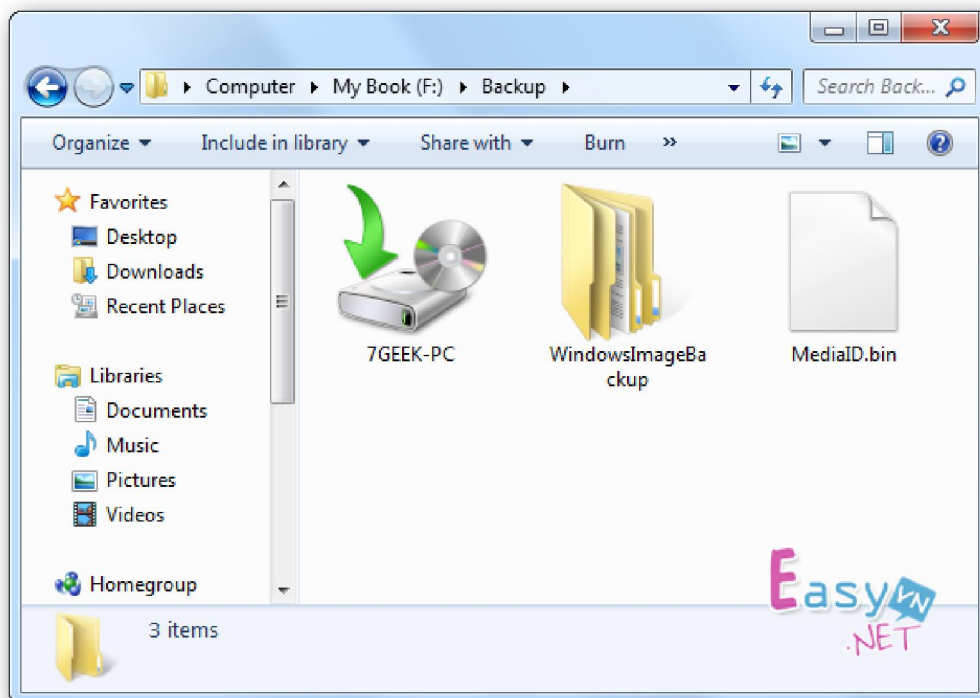 Computer ▸ My Book (F:) ▸ Backup ▸
Search Back...
Organize Include in library Share with Burn »
Favorites
Desktop
Downloads
Recent Places
Libraries
Documents
Music
Pictures
Videos
Homegroup
7GEEK-PC
WindowsImageBa
ckup
MediaID.bin
3 items
Easy VN
.NET